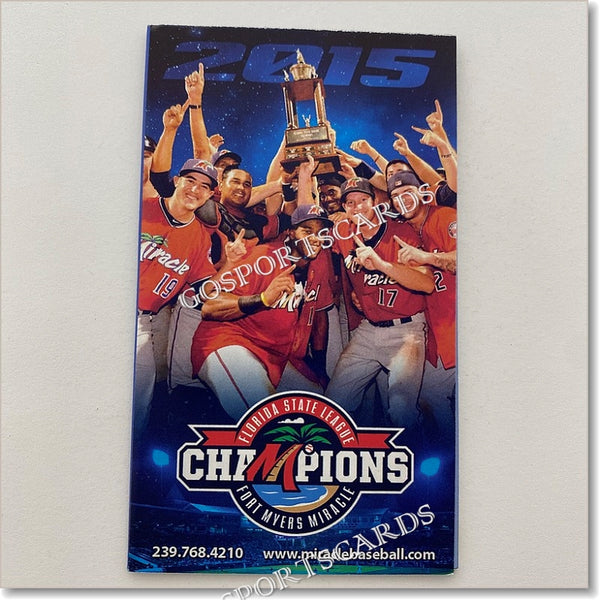 2015
Miracle
19
Miracle
17
2
GOSPORTSCARDS
FLORIDA STATE LEAGUE
CHAMPIONS
FORT MYERS MIRACLE
239.768.4210 www.miraclebaseball.com
GOSPORTSCARDS